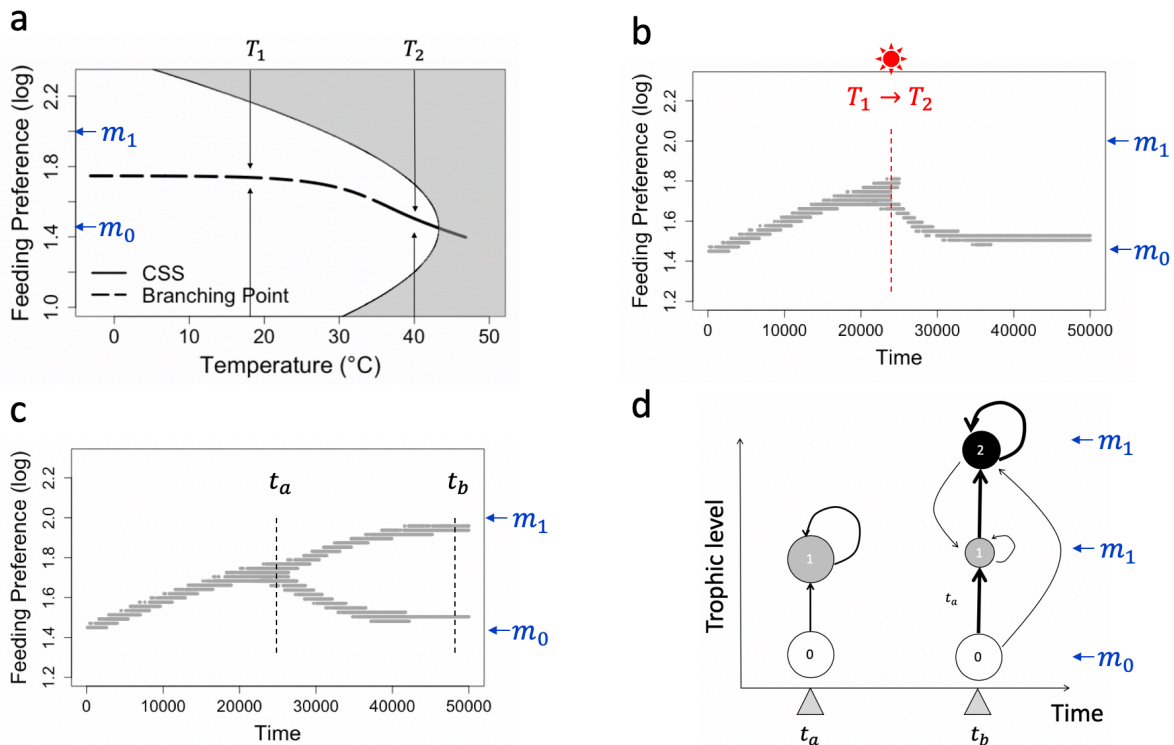 a
T₁
T₂
Feeding Preference (log)
1.0
1.4
1.8
2.2
m₁
m₀
CSS
Branching Point
0
10
20
30
40
50
Temperature (°C)
b
T₁ → T₂
Feeding Preference (log)
1.2
1.4
1.6
1.8
2.0
2.2
m₁
m₀
0
10000
20000
30000
40000
50000
Time
c
tₐ
t_b
Feeding Preference (log)
1.2
1.4
1.6
1.8
2.0
2.2
m₁
m₀
0
10000
20000
30000
40000
50000
Time
d
Trophic level
1
0
2
1
tₐ
0
m₁
m₁
m₀
Time
tₐ
t_b